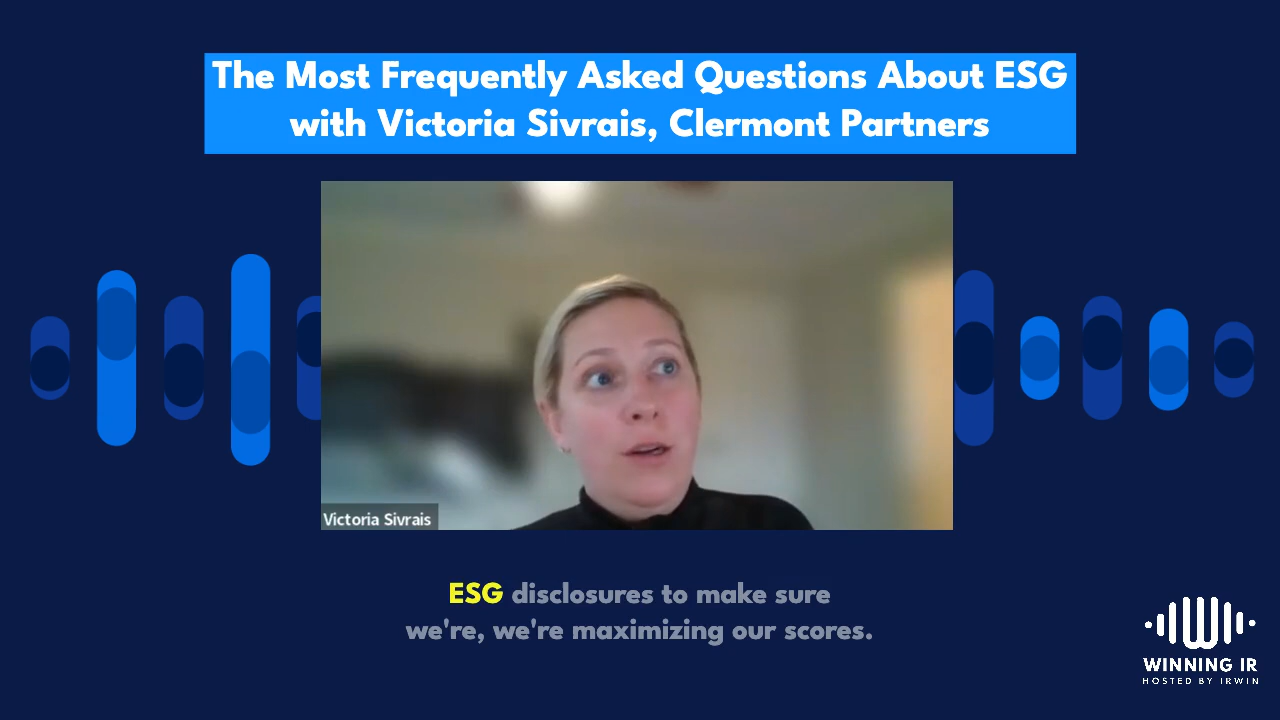 The Most Frequently Asked Questions About ESG
with Victoria Sivrais, Clermont Partners
Victoria Sivrais
ESG disclosures to make sure
we're, we're maximizing our scores.
WINNING IR
HOSTED BY IRWIN